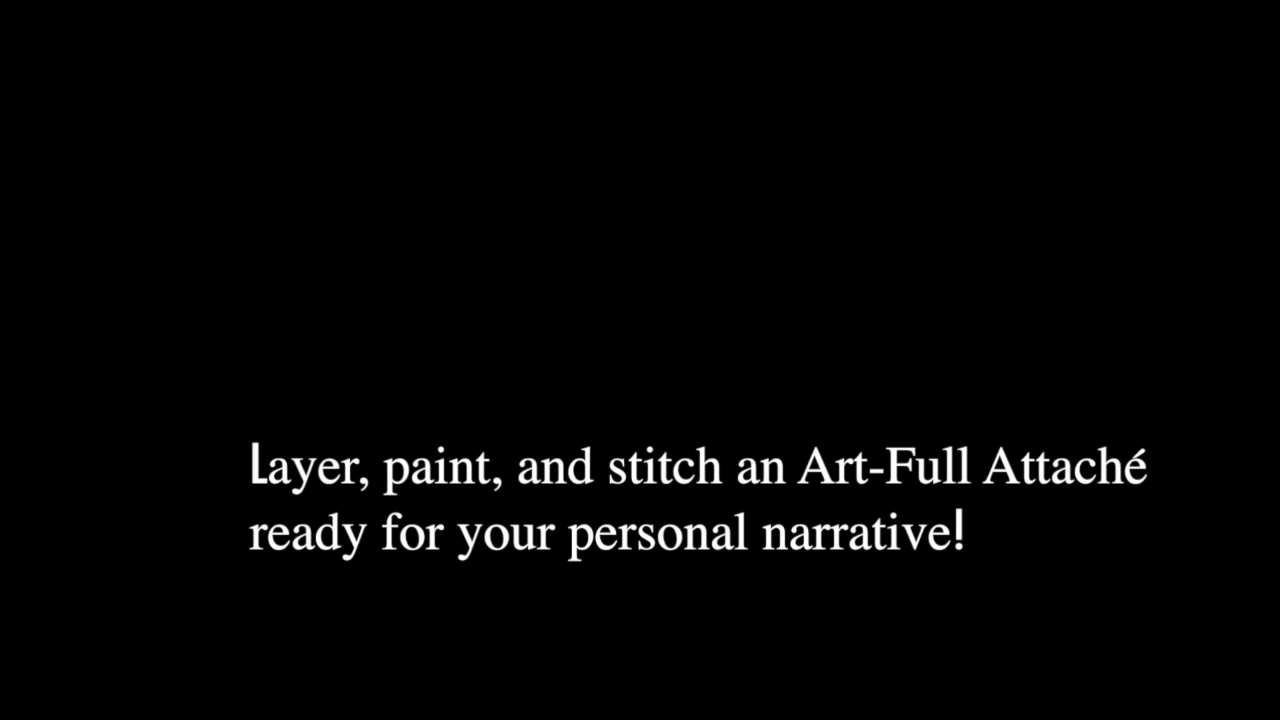 Layer, paint, and stitch an Art-Full Attaché
ready for your personal narrative!